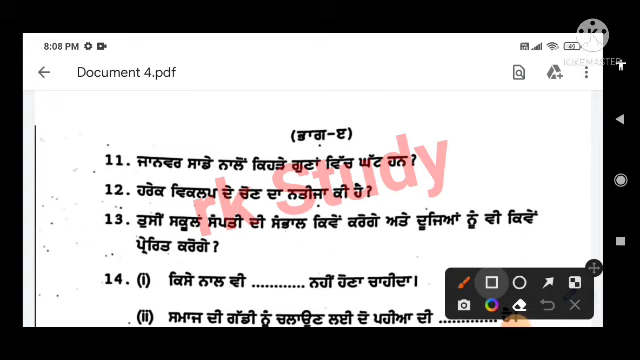 8:08 PM
49
KINEMASTER
Document 4.pdf
(ਭਾਗ-ੲ)
11. ਜਾਨਵਰ ਸਾਡੇ ਨਾਲੋਂ ਕਿਹੜੇ ਗੁਣਾਂ ਵਿੱਚ ਘੱਟ ਹਨ?
12. ਹਰੇਕ ਵਿਕਲਪ ਦੇ ਚੋਣ ਦਾ ਨਤੀਜਾ ਕੀ ਹੈ?
rk Study
13. ਤੁਸੀਂ ਸਕੂਲ ਸੰਪਤੀ ਦੀ ਸੰਭਾਲ ਕਿਵੇਂ ਕਰੋਗੇ ਅਤੇ ਦੂਜਿਆਂ ਨੂੰ ਵੀ ਕਿਵੇਂ
ਪ੍ਰੇਰਿਤ ਕਰੋਗੇ?
14. (i) ਕਿਸੇ ਨਾਲ ਵੀ ............ ਨਹੀਂ ਹੋਣਾ ਚਾਹੀਦਾ।
(ii) ਸਮਾਜ ਦੀ ਗੱਡੀ ਨੂੰ ਚਲਾਉਣ ਲਈ ਦੋ ਪਹੀਆ ਦੀ .............